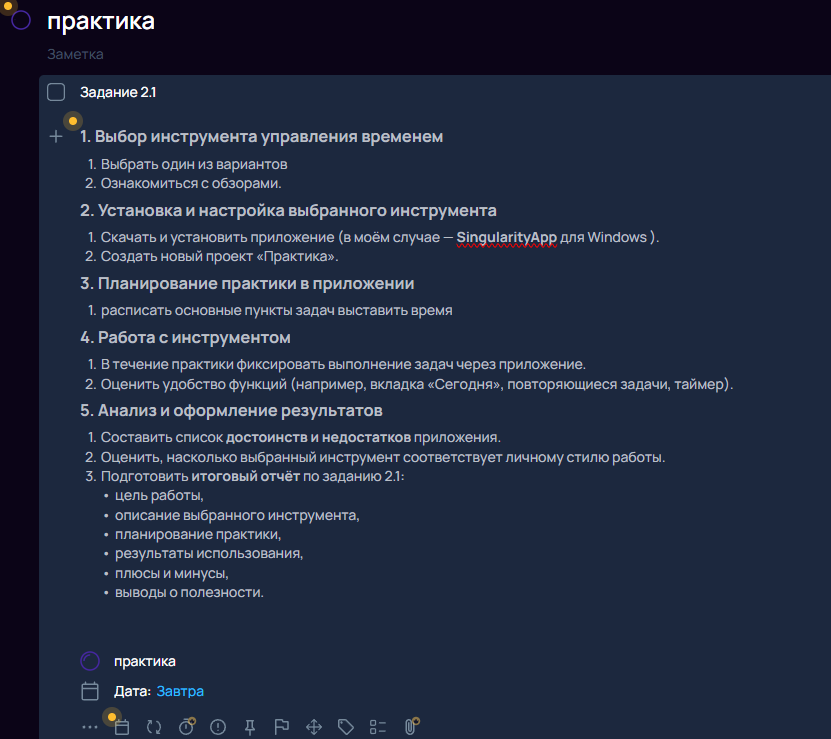 практика
Заметка
Задание 2.1
1. Выбор инструмента управления временем
1. Выбрать один из вариантов
2. Ознакомиться с обзорами.
2. Установка и настройка выбранного инструмента
1. Скачать и установить приложение (в моём случае — SingularityApp для Windows ).
2. Создать новый проект «Практика».
3. Планирование практики в приложении
1. расписать основные пункты задач выставить время
4. Работа с инструментом
1. В течение практики фиксировать выполнение задач через приложение.
2. Оценить удобство функций (например, вкладка «Сегодня», повторяющиеся задачи, таймер).
5. Анализ и оформление результатов
1. Составить список достоинств и недостатков приложения.
2. Оценить, насколько выбранный инструмент соответствует личному стилю работы.
3. Подготовить итоговый отчёт по заданию 2.1:
• цель работы,
• описание выбранного инструмента,
• планирование практики,
• результаты использования,
• плюсы и минусы,
• выводы о полезности.
практика
Дата: Завтра